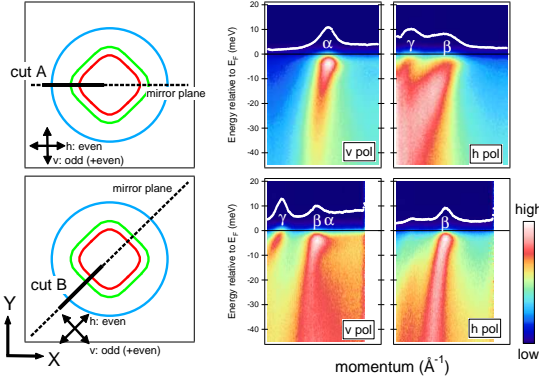 cut A
mirror plane
h: even
v: odd (+even)
mirror plane
cut B
h: even
v: odd (+even)
Y
X
Energy relative to E_F (meV)
0
-10
-20
-30
-40
α
v pol
γ
β
h pol
Energy relative to E_F (meV)
20
10
0
-10
-20
-30
-40
γ
β α
v pol
β
h pol
high
low
momentum (Å⁻¹)